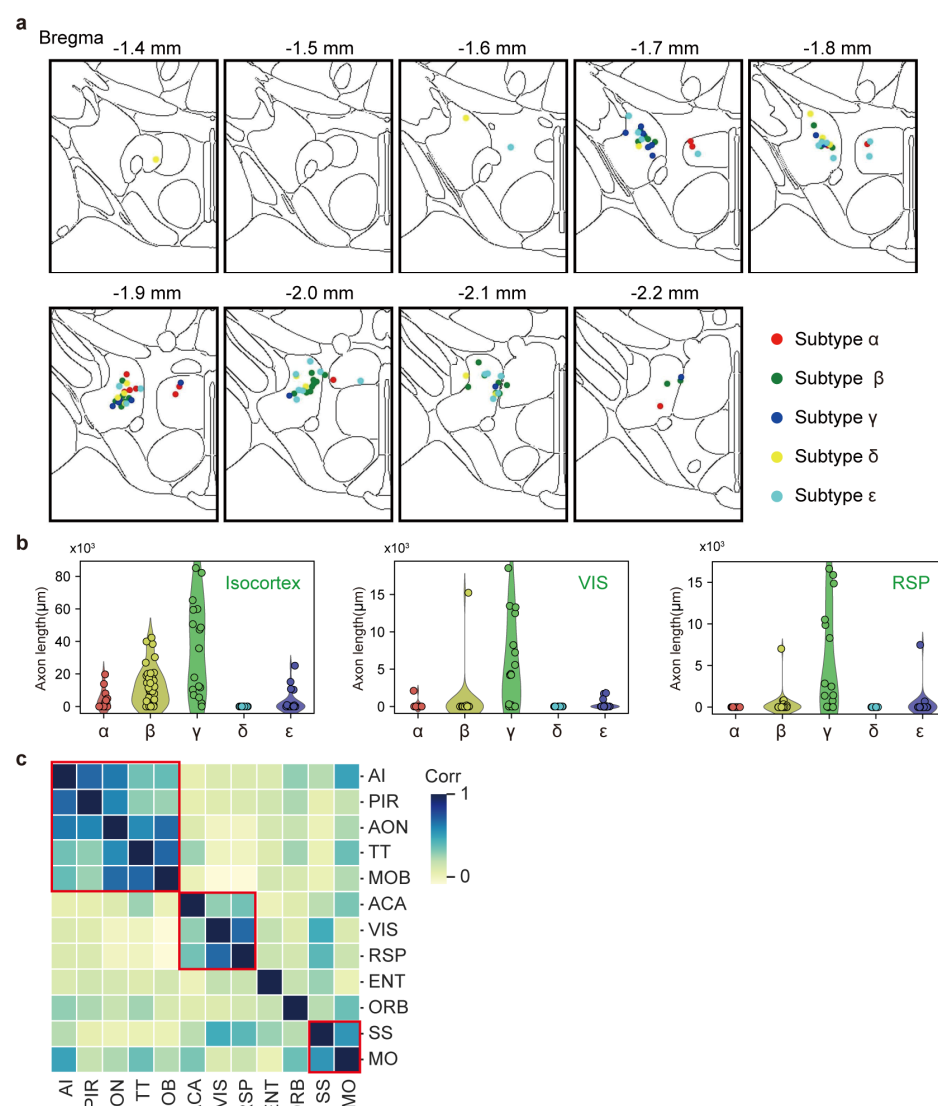 a
Bregma
-1.4 mm
-1.5 mm
-1.6 mm
-1.7 mm
-1.8 mm
-1.9 mm
-2.0 mm
-2.1 mm
-2.2 mm
Subtype α
Subtype β
Subtype γ
Subtype δ
Subtype ε
b
x10³
Axon length(μm)
80
60
40
20
0
Isocortex
α β γ δ ε
x10³
Axon length(μm)
15
10
5
0
VIS
α β γ δ ε
x10³
Axon length(μm)
15
10
5
0
RSP
α β γ δ ε
c
Corr
1
0
AI
PIR
AON
TT
MOB
ACA
VIS
RSP
ENT
ORB
SS
MO
AI PIR TT VIS SS MO